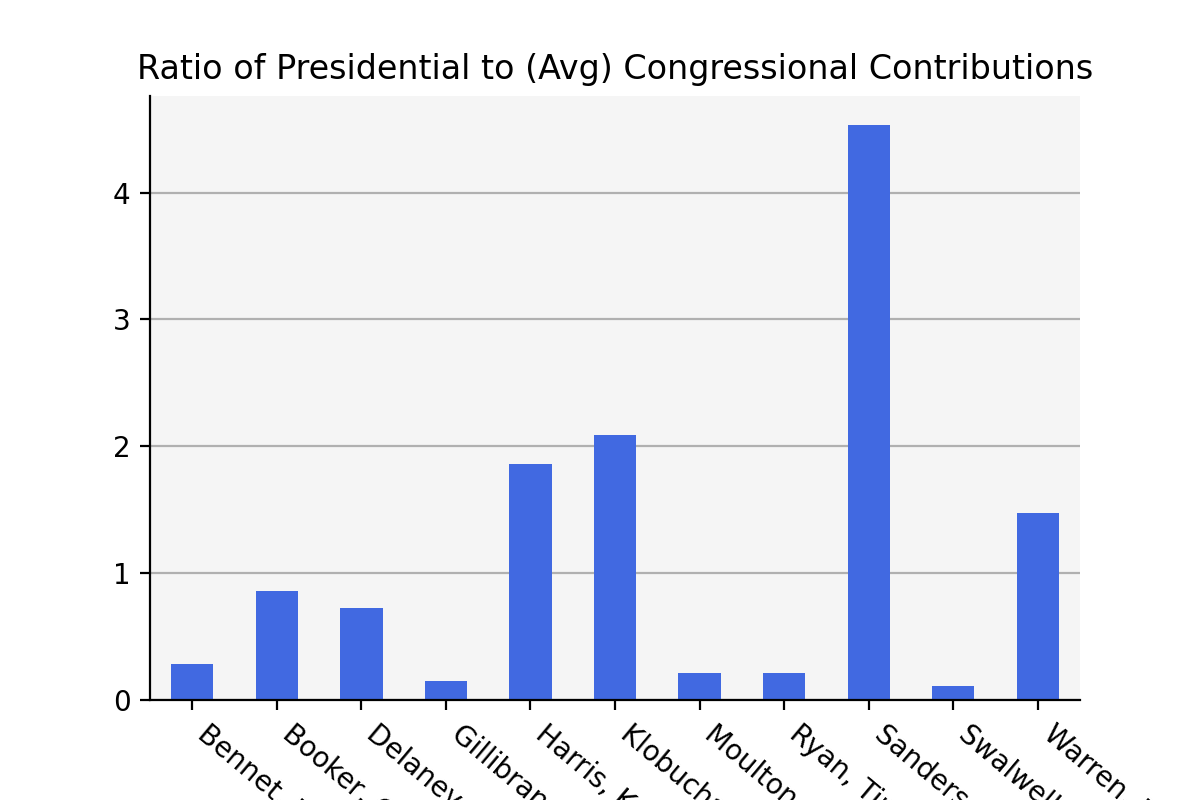 Ratio of Presidential to (Avg) Congressional Contributions
4
3
2
1
0
Bennet,
Booker,
Delaney
Gillibran
Harris, K
Klobuch
Moulton
Ryan, Ti
Sanders
Swalwell
Warren,